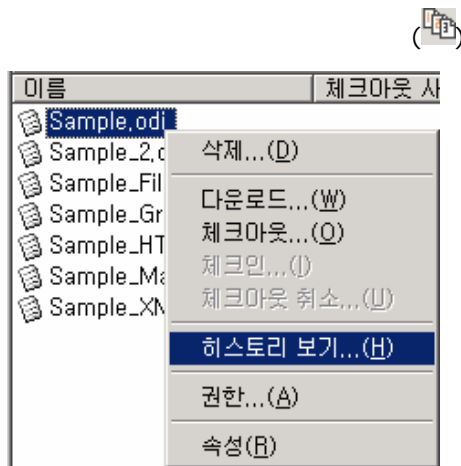 ( )
이름 체크아웃 사
Sample.odi
Sample_2.o
Sample_Fil
Sample_Gr
Sample_HT
Sample_Ma
Sample_XM
삭제...(D)
다운로드...(W)
체크아웃...(O)
체크인...(I)
체크아웃 취소...(U)
히스토리 보기...(H)
권한...(A)
속성(R)